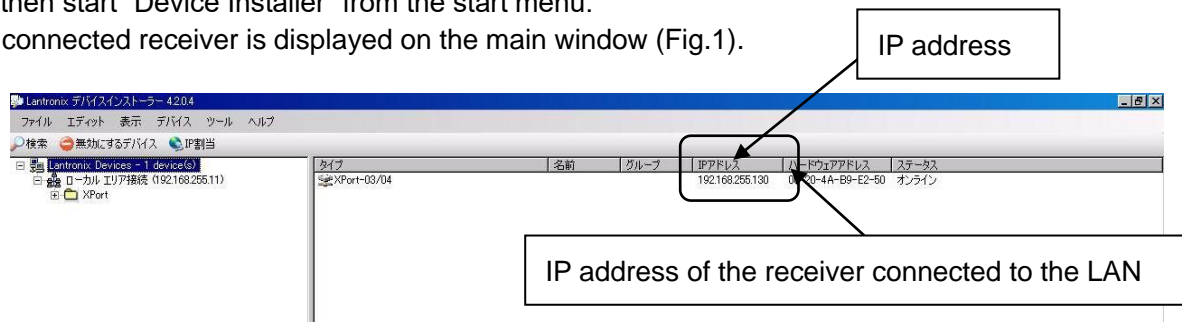 then start "Device Installer" from the start menu.
connected receiver is displayed on the main window (Fig.1).
IP address
Lantronix デバイスインストーラー 4.2.0.4
ファイル エディット 表示 デバイス ツール ヘルプ
検索 無効にするデバイス IP割当
Lantronix Devices - 1 device(s)
ローカル エリア接続 (192.168.255.11)
XPort
タイプ 名前 グループ IPアドレス ハードウェアアドレス ステータス
XPort-03/04 192.168.255.130 20-4A-B9-E2-50 オンライン
IP address of the receiver connected to the LAN